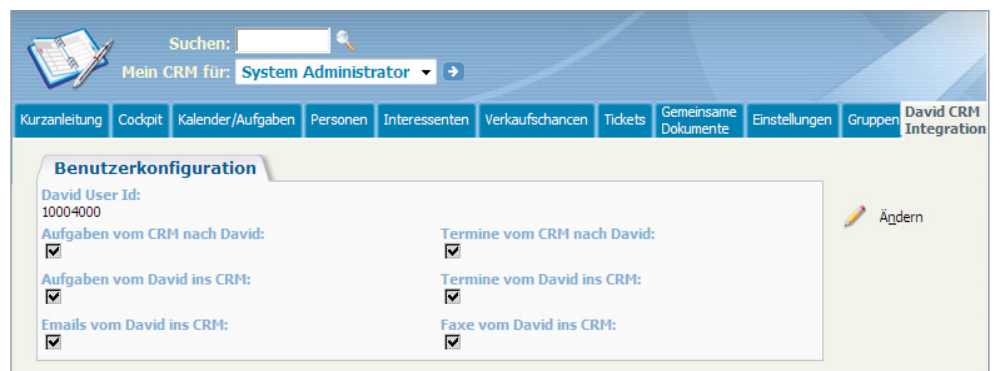 Suchen:
Mein CRM für: System Administrator
Kurzanleitung Cockpit Kalender/Aufgaben Personen Interessenten Verkaufschancen Tickets Gemeinsame Dokumente Einstellungen Gruppen David CRM Integration
Benutzerkonfiguration
David User Id:
10004000
Ändern
Aufgaben vom CRM nach David: Termine vom CRM nach David:
Aufgaben vom David ins CRM: Termine vom David ins CRM:
Emails vom David ins CRM: Faxe vom David ins CRM: